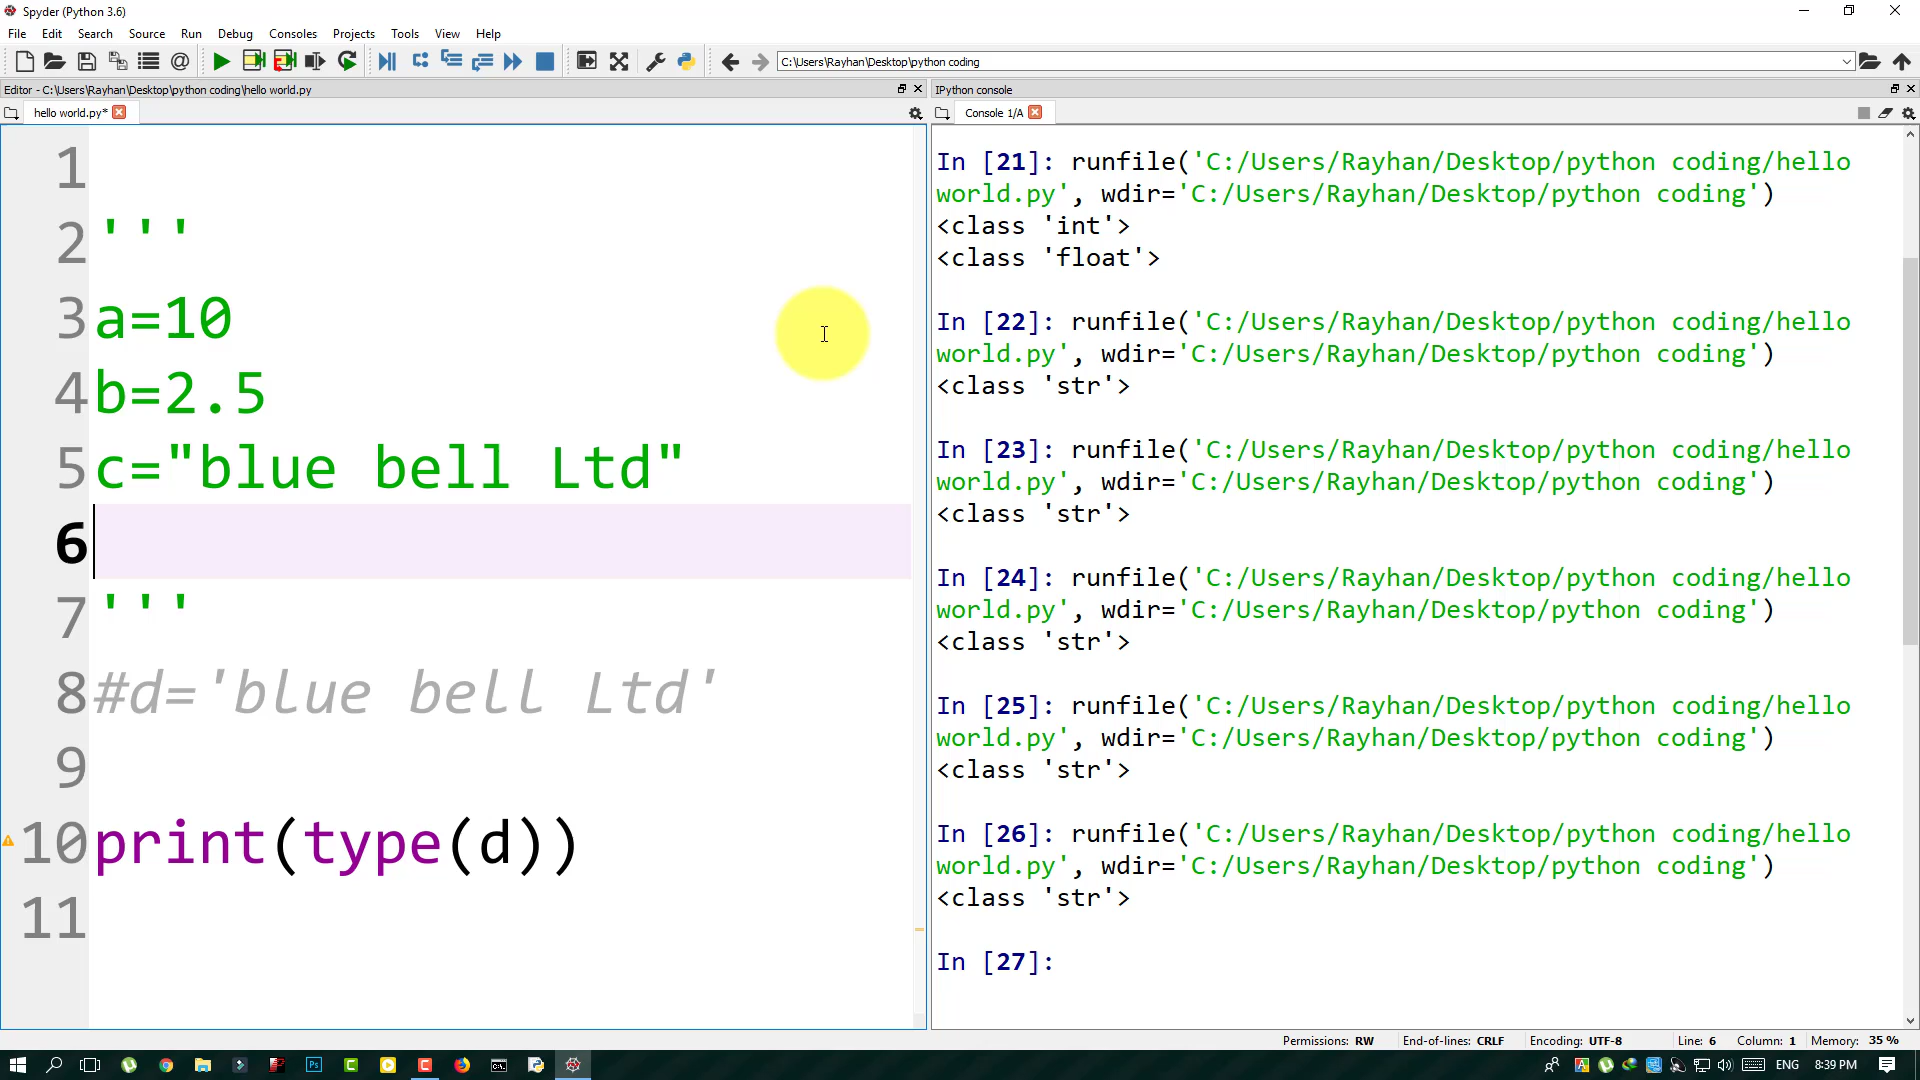 Spyder (Python 3.6)
File Edit Search Source Run Debug Consoles Projects Tools View Help
C:\Users\Rayhan\Desktop\python coding
Editor - C:\Users\Rayhan\Desktop\python coding\hello world.py
hello world.py*
1
2 '''
3 a=10
4 b=2.5
5 c="blue bell Ltd"
6
7 '''
8 #d='blue bell Ltd'
9
10 print(type(d))
11
IPython console
Console 1/A
In [21]: runfile('C:/Users/Rayhan/Desktop/python coding/hello
world.py', wdir='C:/Users/Rayhan/Desktop/python coding')
<class 'int'>
<class 'float'>
In [22]: runfile('C:/Users/Rayhan/Desktop/python coding/hello
world.py', wdir='C:/Users/Rayhan/Desktop/python coding')
<class 'str'>
In [23]: runfile('C:/Users/Rayhan/Desktop/python coding/hello
world.py', wdir='C:/Users/Rayhan/Desktop/python coding')
<class 'str'>
In [24]: runfile('C:/Users/Rayhan/Desktop/python coding/hello
world.py', wdir='C:/Users/Rayhan/Desktop/python coding')
<class 'str'>
In [25]: runfile('C:/Users/Rayhan/Desktop/python coding/hello
world.py', wdir='C:/Users/Rayhan/Desktop/python coding')
<class 'str'>
In [26]: runfile('C:/Users/Rayhan/Desktop/python coding/hello
world.py', wdir='C:/Users/Rayhan/Desktop/python coding')
<class 'str'>
In [27]:
Permissions: RW End-of-lines: CRLF Encoding: UTF-8 Line: 6 Column: 1 Memory: 35 %
ENG 8:39 PM